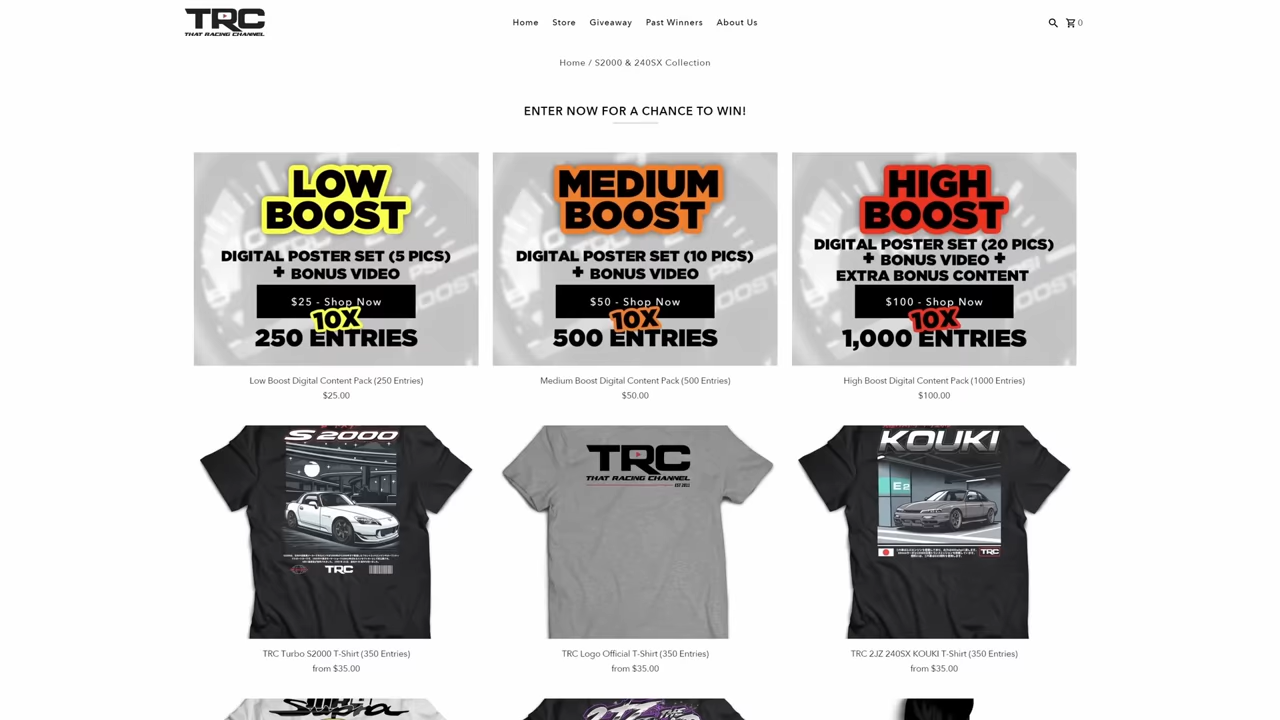 TRC
THAT RACING CHANNEL
Home Store Giveaway Past Winners About Us
0
Home / S2000 & 240SX Collection
ENTER NOW FOR A CHANCE TO WIN!
LOW
BOOST
DIGITAL POSTER SET (5 PICS)
+ BONUS VIDEO
$25 - Shop Now
10X
250 ENTRIES
Low Boost Digital Content Pack (250 Entries)
$25.00
MEDIUM
BOOST
DIGITAL POSTER SET (10 PICS)
+ BONUS VIDEO
$50 - Shop Now
10X
500 ENTRIES
Medium Boost Digital Content Pack (500 Entries)
$50.00
HIGH
BOOST
DIGITAL POSTER SET (20 PICS)
+ BONUS VIDEO +
EXTRA BONUS CONTENT
$100 - Shop Now
10X
1,000 ENTRIES
High Boost Digital Content Pack (1000 Entries)
$100.00
S2000
TRC
TRC Turbo S2000 T-Shirt (350 Entries)
from $35.00
TRC
THAT RACING CHANNEL
EST 2011
TRC Logo Official T-Shirt (350 Entries)
from $35.00
KOUKI
E2
TRC
TRC 2JZ 240SX KOUKI T-Shirt (350 Entries)
from $35.00
Supra
2JZ